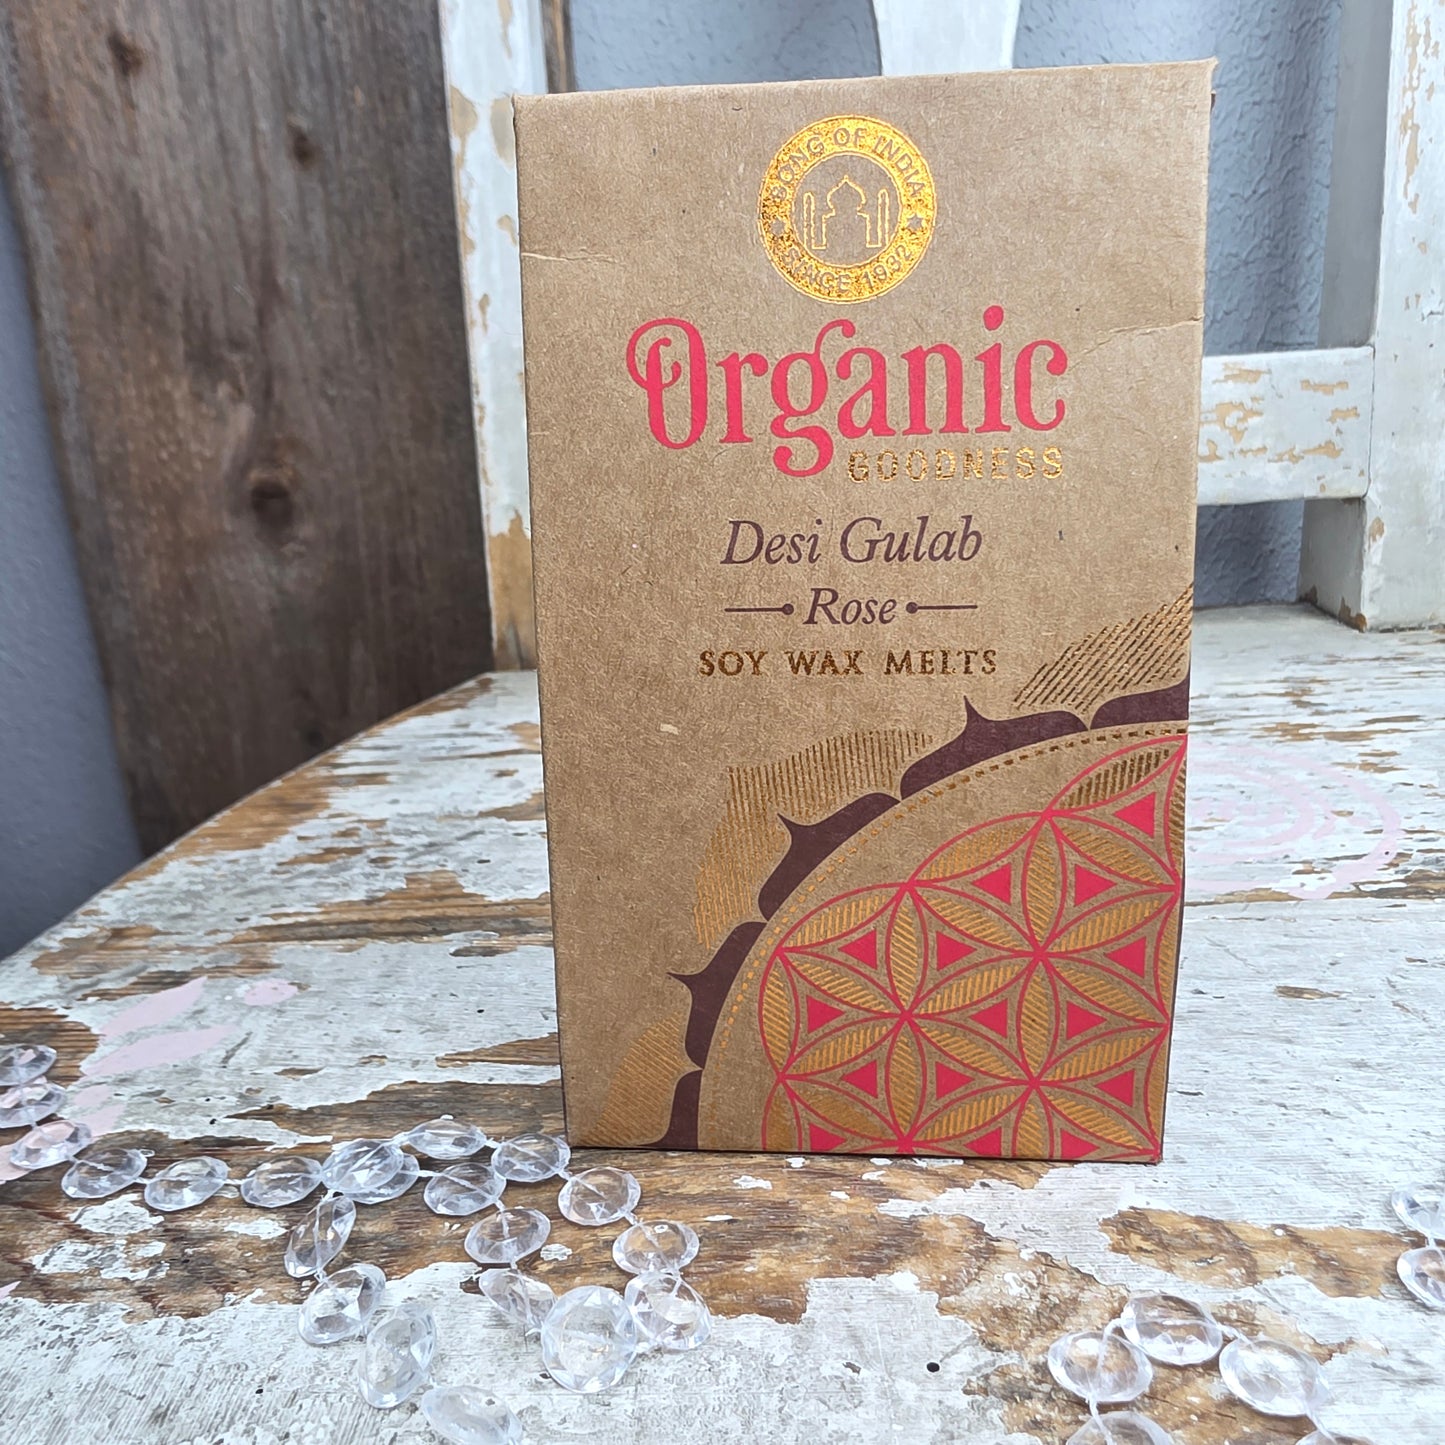 SONG OF INDIA
SINCE 1932
Organic
GOODNESS
Desi Gulab
Rose
SOY WAX MELTS